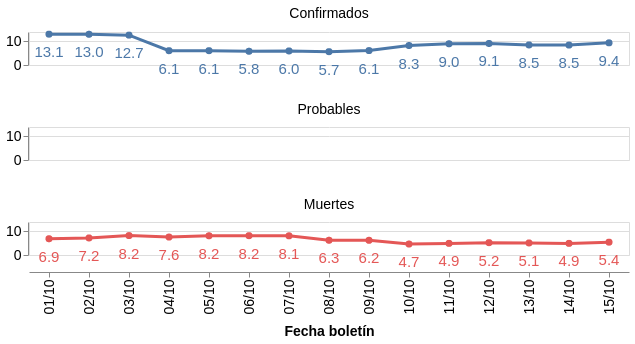 Confirmados
10
0
13.1 13.0 12.7 6.1 6.1 5.8 6.0 5.7 6.1 8.3 9.0 9.1 8.5 8.5 9.4
Probables
10
0
Muertes
10
0
6.9 7.2 8.2 7.6 8.2 8.2 8.1 6.3 6.2 4.7 4.9 5.2 5.1 4.9 5.4
01/10 02/10 03/10 04/10 05/10 06/10 07/10 08/10 09/10 10/10 11/10 12/10 13/10 14/10 15/10
Fecha boletín